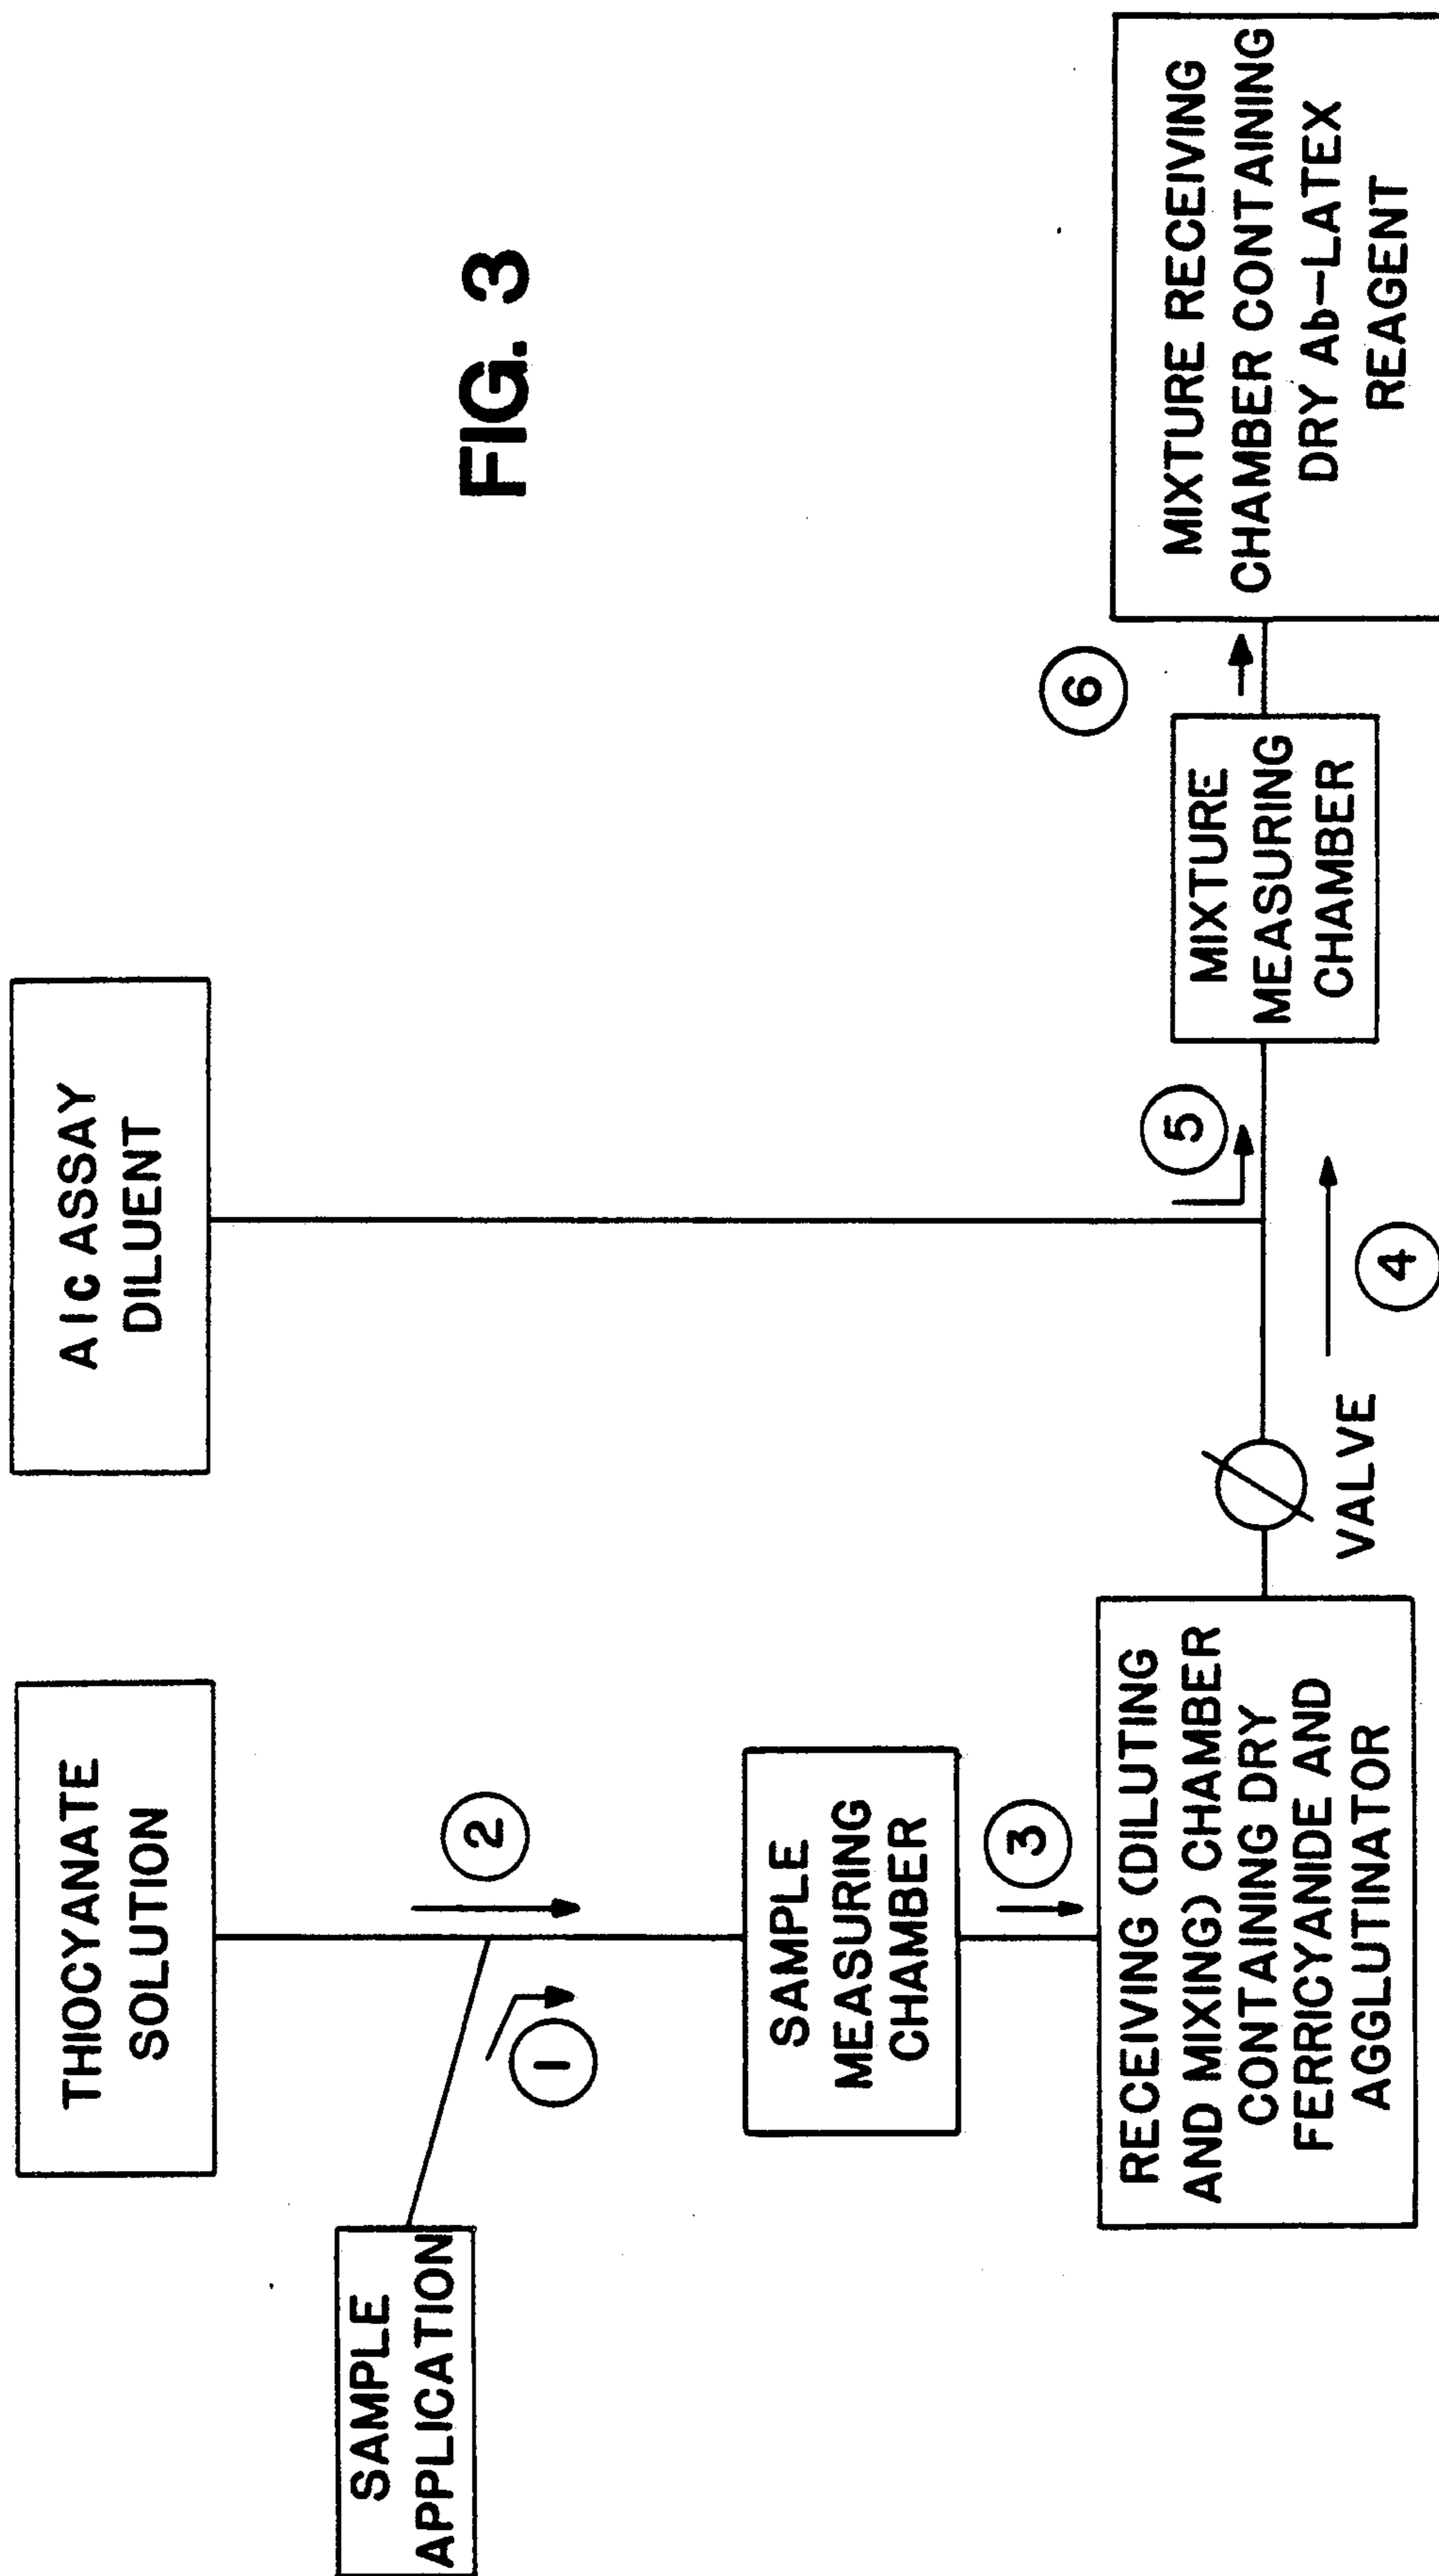 FIG. 3
THIOCYANATE
SOLUTION
A1C ASSAY
DILUENT
SAMPLE
APPLICATION
1
2
SAMPLE
MEASURING
CHAMBER
3
RECEIVING (DILUTING
AND MIXING) CHAMBER
CONTAINING DRY
FERRICYANIDE AND
AGGLUTINATOR
VALVE
4
5
MIXTURE
MEASURING
CHAMBER
6
MIXTURE RECEIVING
CHAMBER CONTAINING
DRY Ab-LATEX
REAGENT